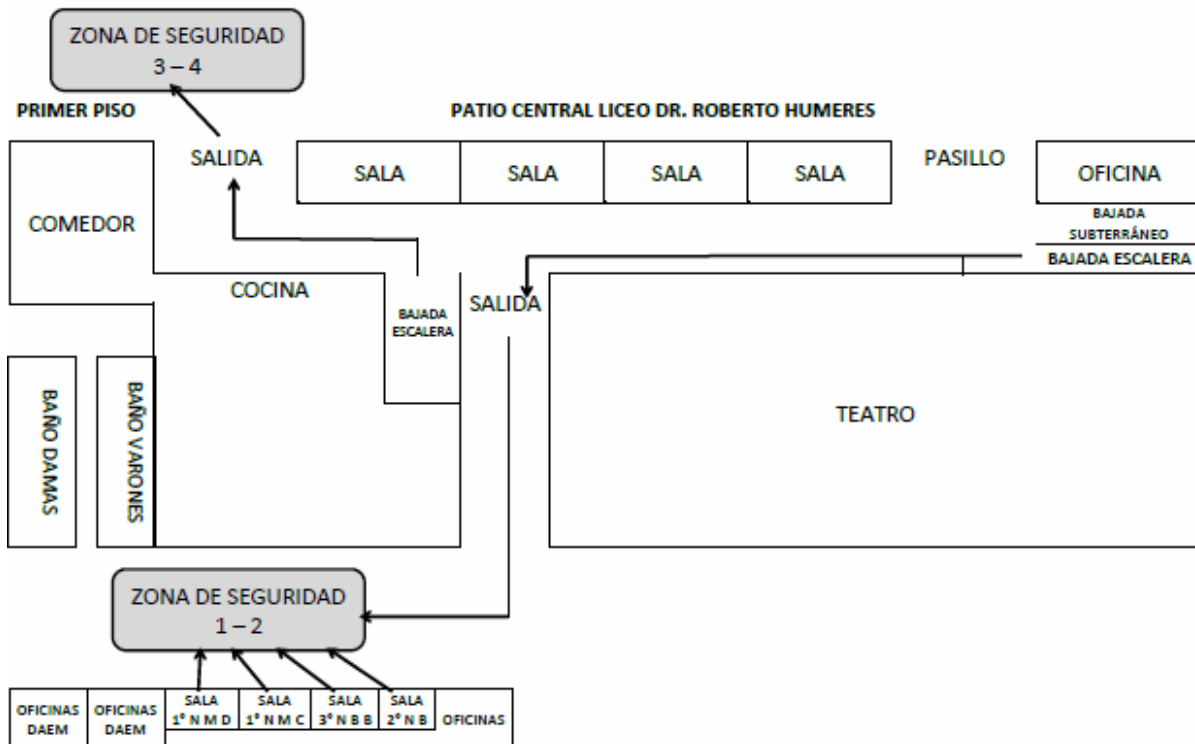 ZONA DE SEGURIDAD
3 – 4
PRIMER PISO
PATIO CENTRAL LICEO DR. ROBERTO HUMERES
SALIDA
SALA
SALA
SALA
SALA
PASILLO
OFICINA
COMEDOR
BAJADA
SUBTERRÁNEO
BAJADA ESCALERA
COCINA
BAJADA
ESCALERA
SALIDA
BAÑO DAMAS
BAÑO VARONES
TEATRO
ZONA DE SEGURIDAD
1 – 2
OFICINAS
DAEM
OFICINAS
DAEM
SALA
1° N M D
SALA
1° N M C
SALA
3° N B B
SALA
2° N B
OFICINAS